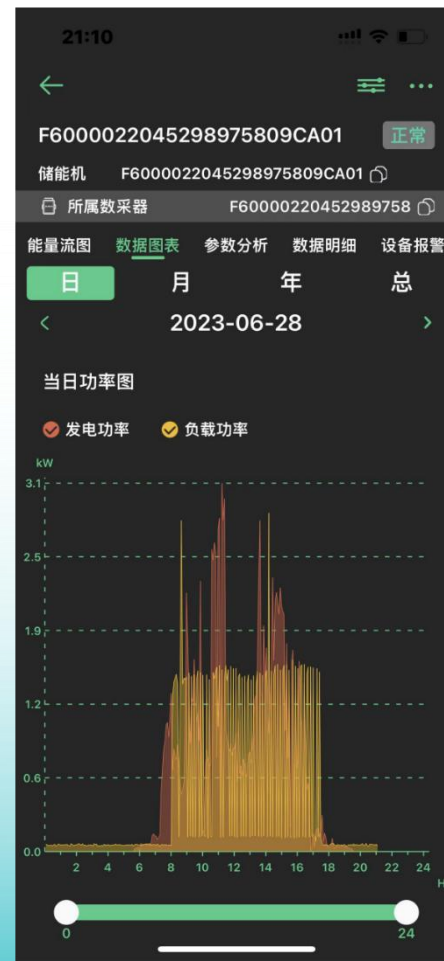 21:10
F60000220452989758​09CA01 正常
储能机 F6000022045298975809CA01
所属数采器 F600002204529897​58
能量流图 数据图表 参数分析 数据明细 设备报警
日 月 年 总
2023-06-28
当日功率图
发电功率 负载功率
kW
3.1
2.5
1.9
1.2
0.6
0.0
2 4 6 8 10 12 14 16 18 20 22 24
H
0 24